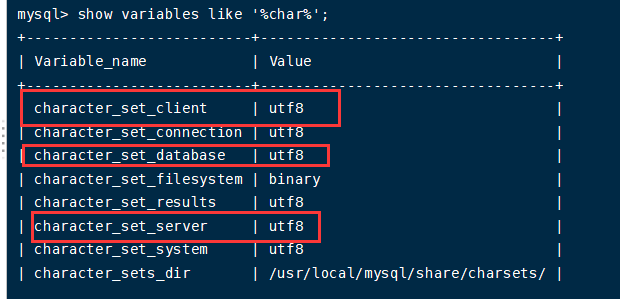 mysql> show variables like '%char%';
+--------------------------+----------------------------------+
| Variable_name            | Value                            |
+--------------------------+----------------------------------+
| character_set_client     | utf8                             |
| character_set_connection | utf8                             |
| character_set_database   | utf8                             |
| character_set_filesystem | binary                           |
| character_set_results    | utf8                             |
| character_set_server     | utf8                             |
| character_set_system     | utf8                             |
| character_sets_dir       | /usr/local/mysql/share/charsets/ |